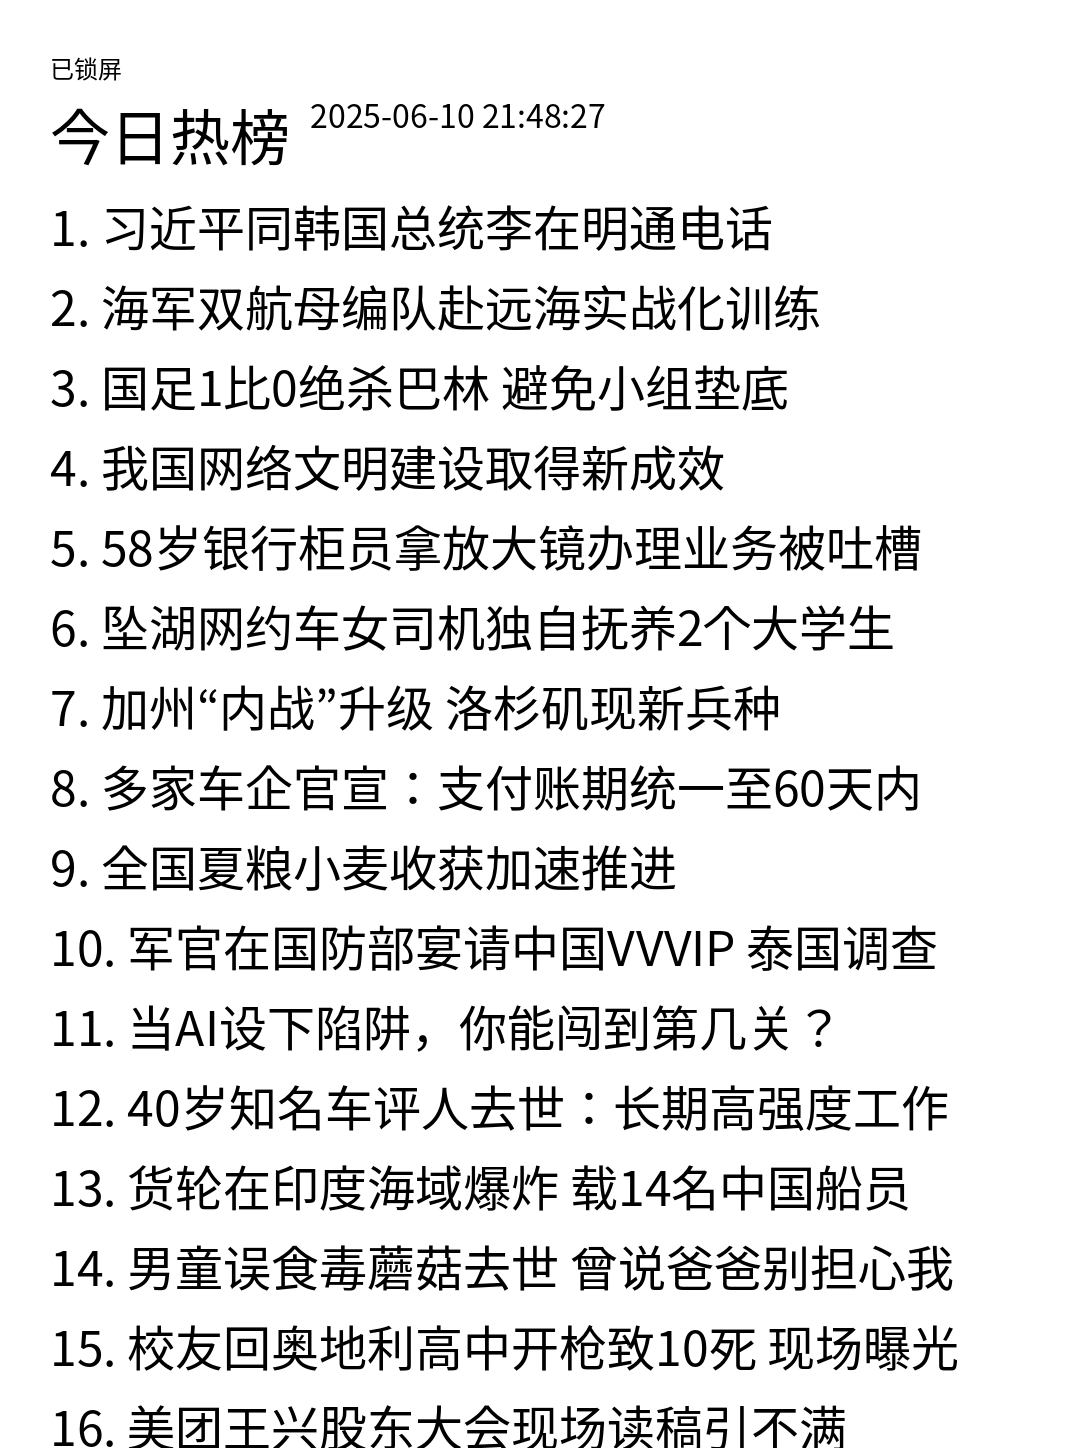 已锁屏
今日热榜 2025-06-10 21:48:27
1. 习近平同韩国总统李在明通电话
2. 海军双航母编队赴远海实战化训练
3. 国足1比0绝杀巴林 避免小组垫底
4. 我国网络文明建设取得新成效
5. 58岁银行柜员拿放大镜办理业务被吐槽
6. 坠湖网约车女司机独自抚养2个大学生
7. 加州“内战”升级 洛杉矶现新兵种
8. 多家车企官宣：支付账期统一至60天内
9. 全国夏粮小麦收获加速推进
10. 军官在国防部宴请中国VVVIP 泰国调查
11. 当AI设下陷阱，你能闯到第几关？
12. 40岁知名车评人去世：长期高强度工作
13. 货轮在印度海域爆炸 载14名中国船员
14. 男童误食毒蘑菇去世 曾说爸爸别担心我
15. 校友回奥地利高中开枪致10死 现场曝光
16. 美团王兴股东大会现场读稿引不满